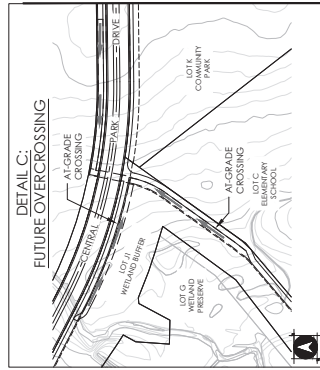 DETAIL C:
FUTURE OVERCROSSING
CENTRAL
PARK
DRIVE
AT-GRADE
CROSSING
LOT K
COMMUNITY
PARK
LOT J1
WETLAND BUFFER
LOT G
WETLAND
PRESERVE
AT-GRADE
CROSSING
LOT C
ELEMENTARY
SCHOOL